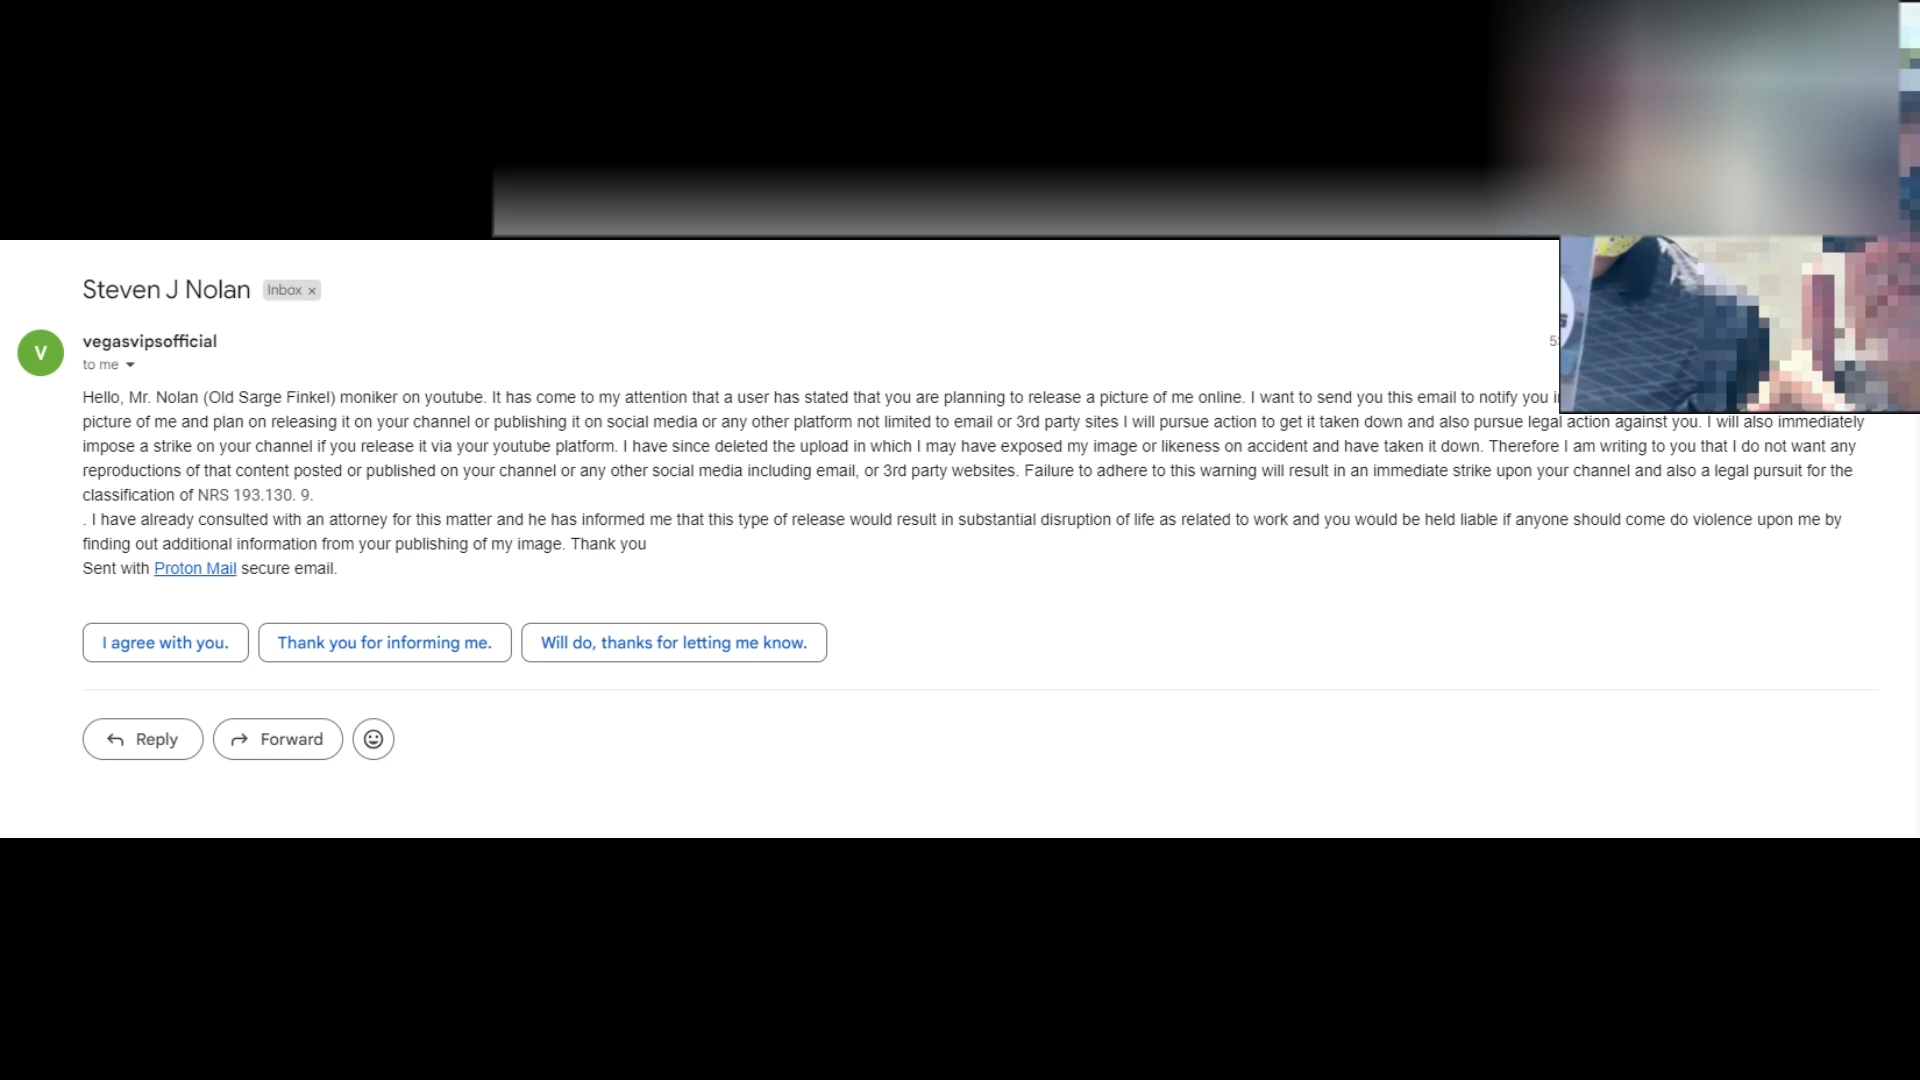 Steven J Nolan Inbox ×
vegasvipsofficial
V
to me
Hello, Mr. Nolan (Old Sarge Finkel) moniker on youtube. It has come to my attention that a user has stated that you are planning to release a picture of me online. I want to send you this email to notify you
picture of me and plan on releasing it on your channel or publishing it on social media or any other platform not limited to email or 3rd party sites I will pursue action to get it taken down and also pursue legal action against you. I will also immediately
impose a strike on your channel if you release it via your youtube platform. I have since deleted the upload in which I may have exposed my image or likeness on accident and have taken it down. Therefore I am writing to you that I do not want any
reproductions of that content posted or published on your channel or any other social media including email, or 3rd party websites. Failure to adhere to this warning will result in an immediate strike upon your channel and also a legal pursuit for the
classification of NRS 193.130. 9.
. I have already consulted with an attorney for this matter and he has informed me that this type of release would result in substantial disruption of life as related to work and you would be held liable if anyone should come do violence upon me by
finding out additional information from your publishing of my image. Thank you
Sent with Proton Mail secure email.
I agree with you. Thank you for informing me. Will do, thanks for letting me know.
Reply Forward